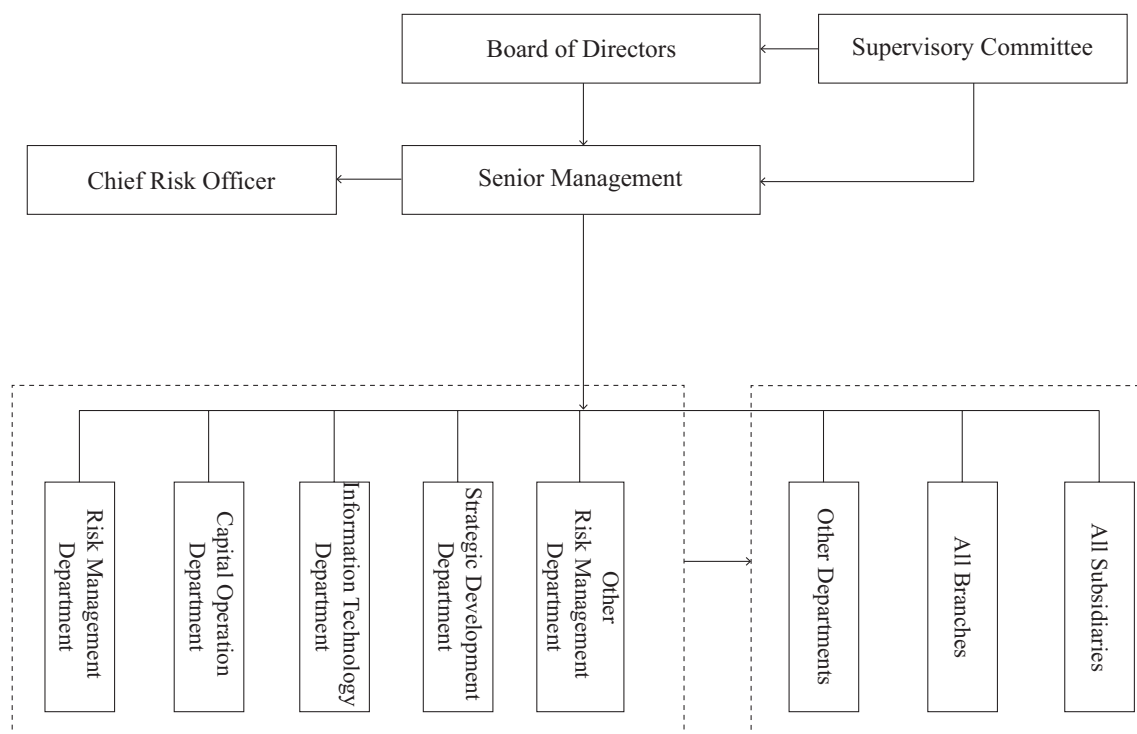 Board of Directors
Supervisory Committee
Chief Risk Officer
Senior Management
Risk Management
Department
Capital Operation
Department
Information Technology
Department
Strategic Development
Department
Other
Risk Management
Department
Other Departments
All Branches
All Subsidiaries